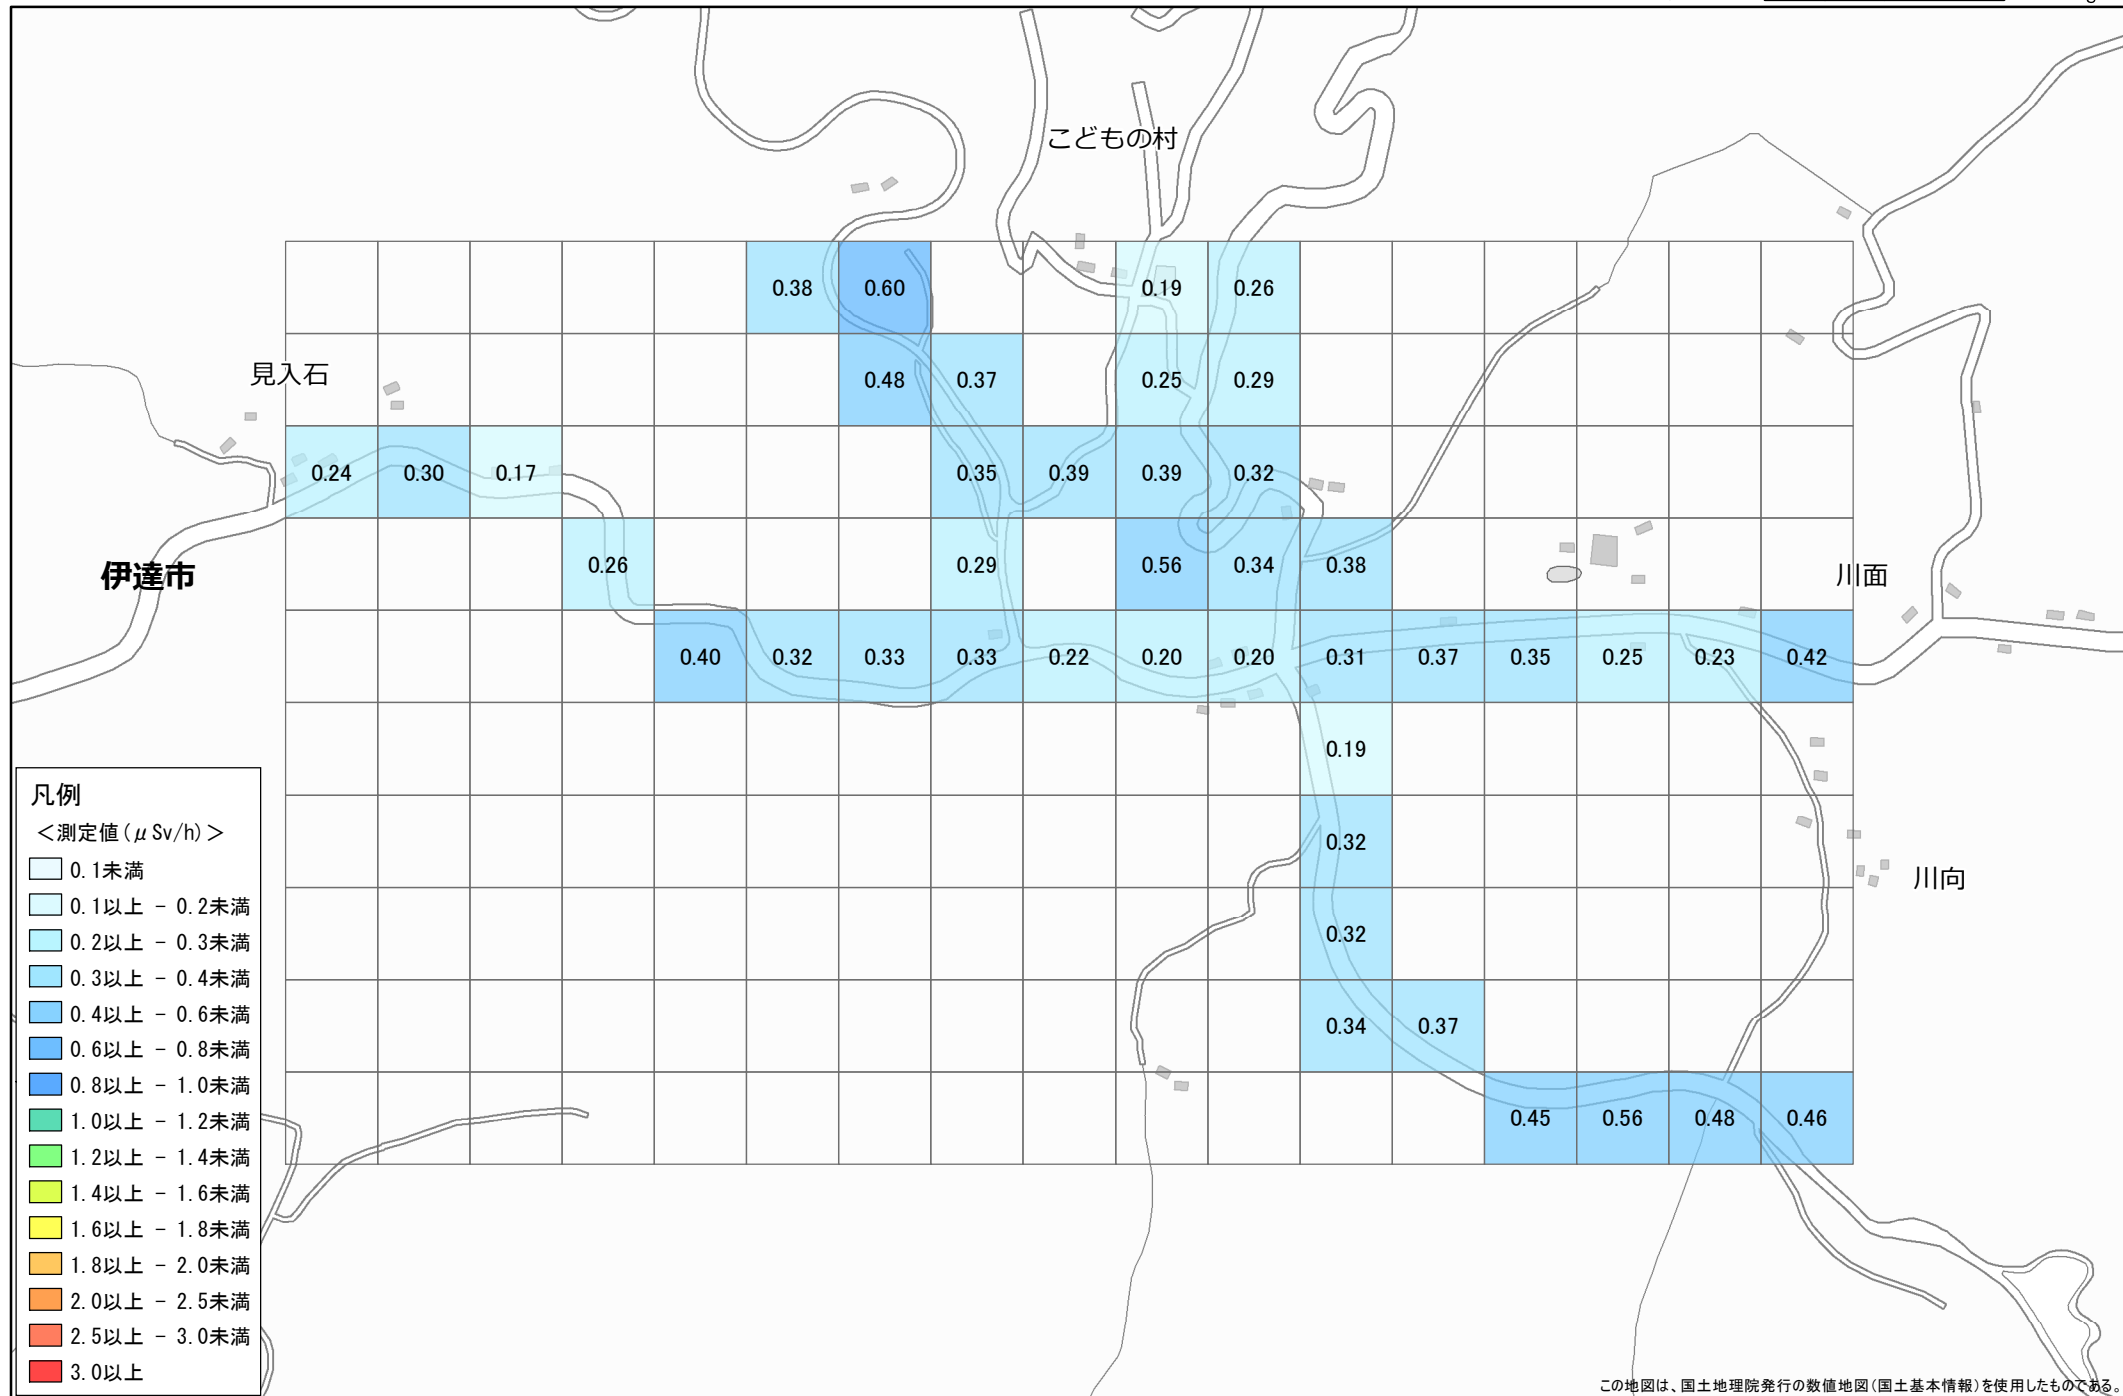 こどもの村
0.38 0.60 0.19 0.26
見入石
0.48 0.37 0.25 0.29
0.24 0.30 0.17 0.35 0.39 0.39 0.32
伊達市
0.26 0.29 0.56 0.34 0.38
川面
0.40 0.32 0.33 0.33 0.22 0.20 0.20 0.31 0.37 0.35 0.25 0.23 0.42
0.19
0.32
川向
0.32
0.34 0.37
0.45 0.56 0.48 0.46
凡例
＜測定値（μSv/h）＞
0.1未満
0.1以上 － 0.2未満
0.2以上 － 0.3未満
0.3以上 － 0.4未満
0.4以上 － 0.6未満
0.6以上 － 0.8未満
0.8以上 － 1.0未満
1.0以上 － 1.2未満
1.2以上 － 1.4未満
1.4以上 － 1.6未満
1.6以上 － 1.8未満
1.8以上 － 2.0未満
2.0以上 － 2.5未満
2.5以上 － 3.0未満
3.0以上
この地図は、国土地理院発行の数値地図（国土基本情報）を使用したものである。